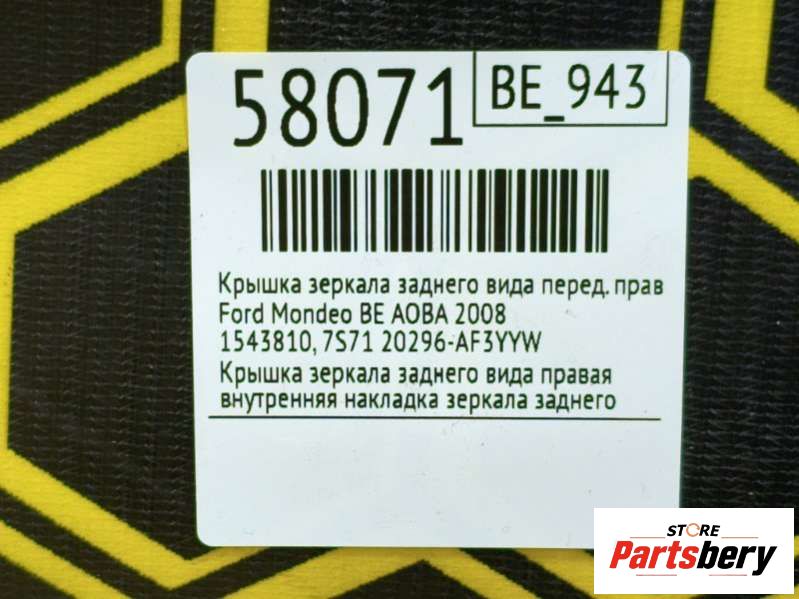 58071
BE_943
Крышка зеркала заднего вида перед. прав
Ford Mondeo BE AOBA 2008
1543810, 7S71 20296-AF3YYW
Крышка зеркала заднего вида правая
внутренняя накладка зеркала заднего
STORE
Partsbery